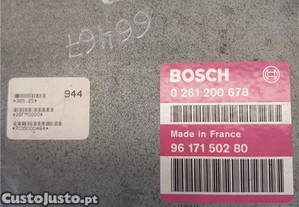 66467
944
BOSCH
0 261 200 678
Made in France
96 171 502 80
CustoJusto.pt